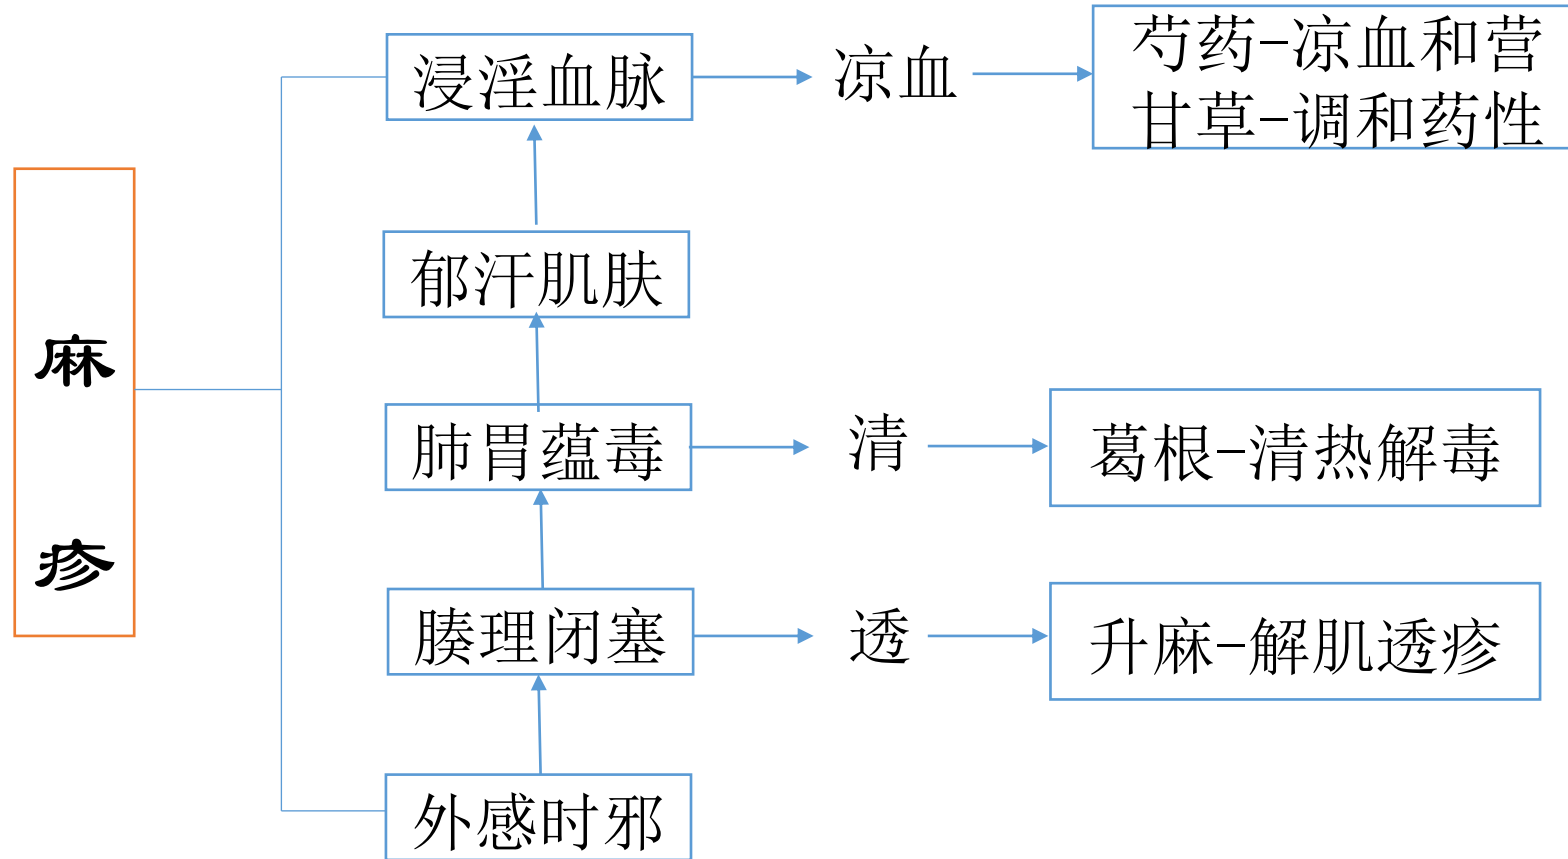 麻疹
浸淫血脉
凉血
芍药-凉血和营
甘草-调和药性
郁汗肌肤
肺胃蕴毒
清
葛根-清热解毒
腠理闭塞
透
升麻-解肌透疹
外感时邪